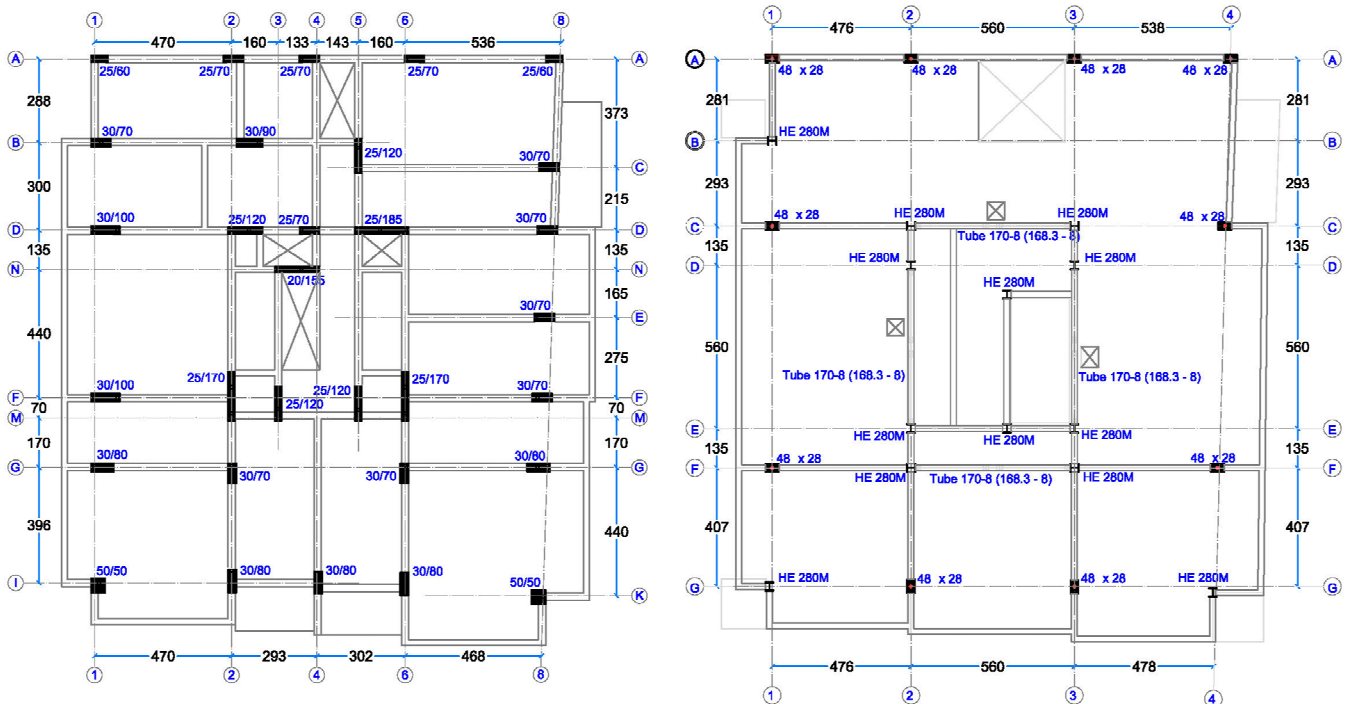 1 2 3 4 5 6 8
470 160 133 143 160 536
A 25/60 25/70 25/70 25/70 25/60 A
288 373
B 30/70 30/90 25/120 30/70 C
300 215
D 30/100 25/120 25/70 25/185 30/70 D
135 135
N 20/155 N
165
30/70 E
440 275
25/170 25/120 25/170
F 30/100 25/120 30/70 F
70 70
M M
170 170
G 30/80 30/70 30/70 30/80 G
396 440
I 50/50 30/80 30/80 30/80 50/50 K
470 293 302 468
1 2 4 6 8
1 2 3 4
476 560 538
A 48 x 28 48 x 28 48 x 28 48 x 28 A
281 281
B HE 280M B
293 293
C 48 x 28 HE 280M HE 280M 48 x 28 C
Tube 170-8 (168.3 - 8)
135 135
D HE 280M HE 280M D
HE 280M
560 560
Tube 170-8 (168.3 - 8) Tube 170-8 (168.3 - 8)
E HE 280M HE 280M HE 280M E
135 135
F 48 x 28 HE 280M Tube 170-8 (168.3 - 8) HE 280M 48 x 28 F
407 407
G HE 280M 48 x 28 48 x 28 HE 280M G
476 560 478
1 2 3 4